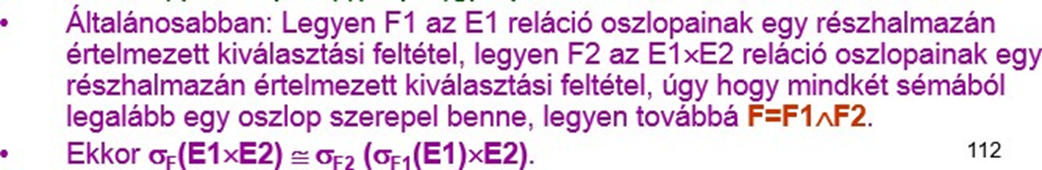 • Általánosabban: Legyen F1 az E1 reláció oszlopainak egy részhalmazán
értelmezett kiválasztási feltétel, legyen F2 az E1×E2 reláció oszlopainak egy
részhalmazán értelmezett kiválasztási feltétel, úgy hogy mindkét sémából
legalább egy oszlop szerepel benne, legyen továbbá F=F1∧F2.
• Ekkor σF(E1×E2) ≅ σF2 (σF1(E1)×E2).
112